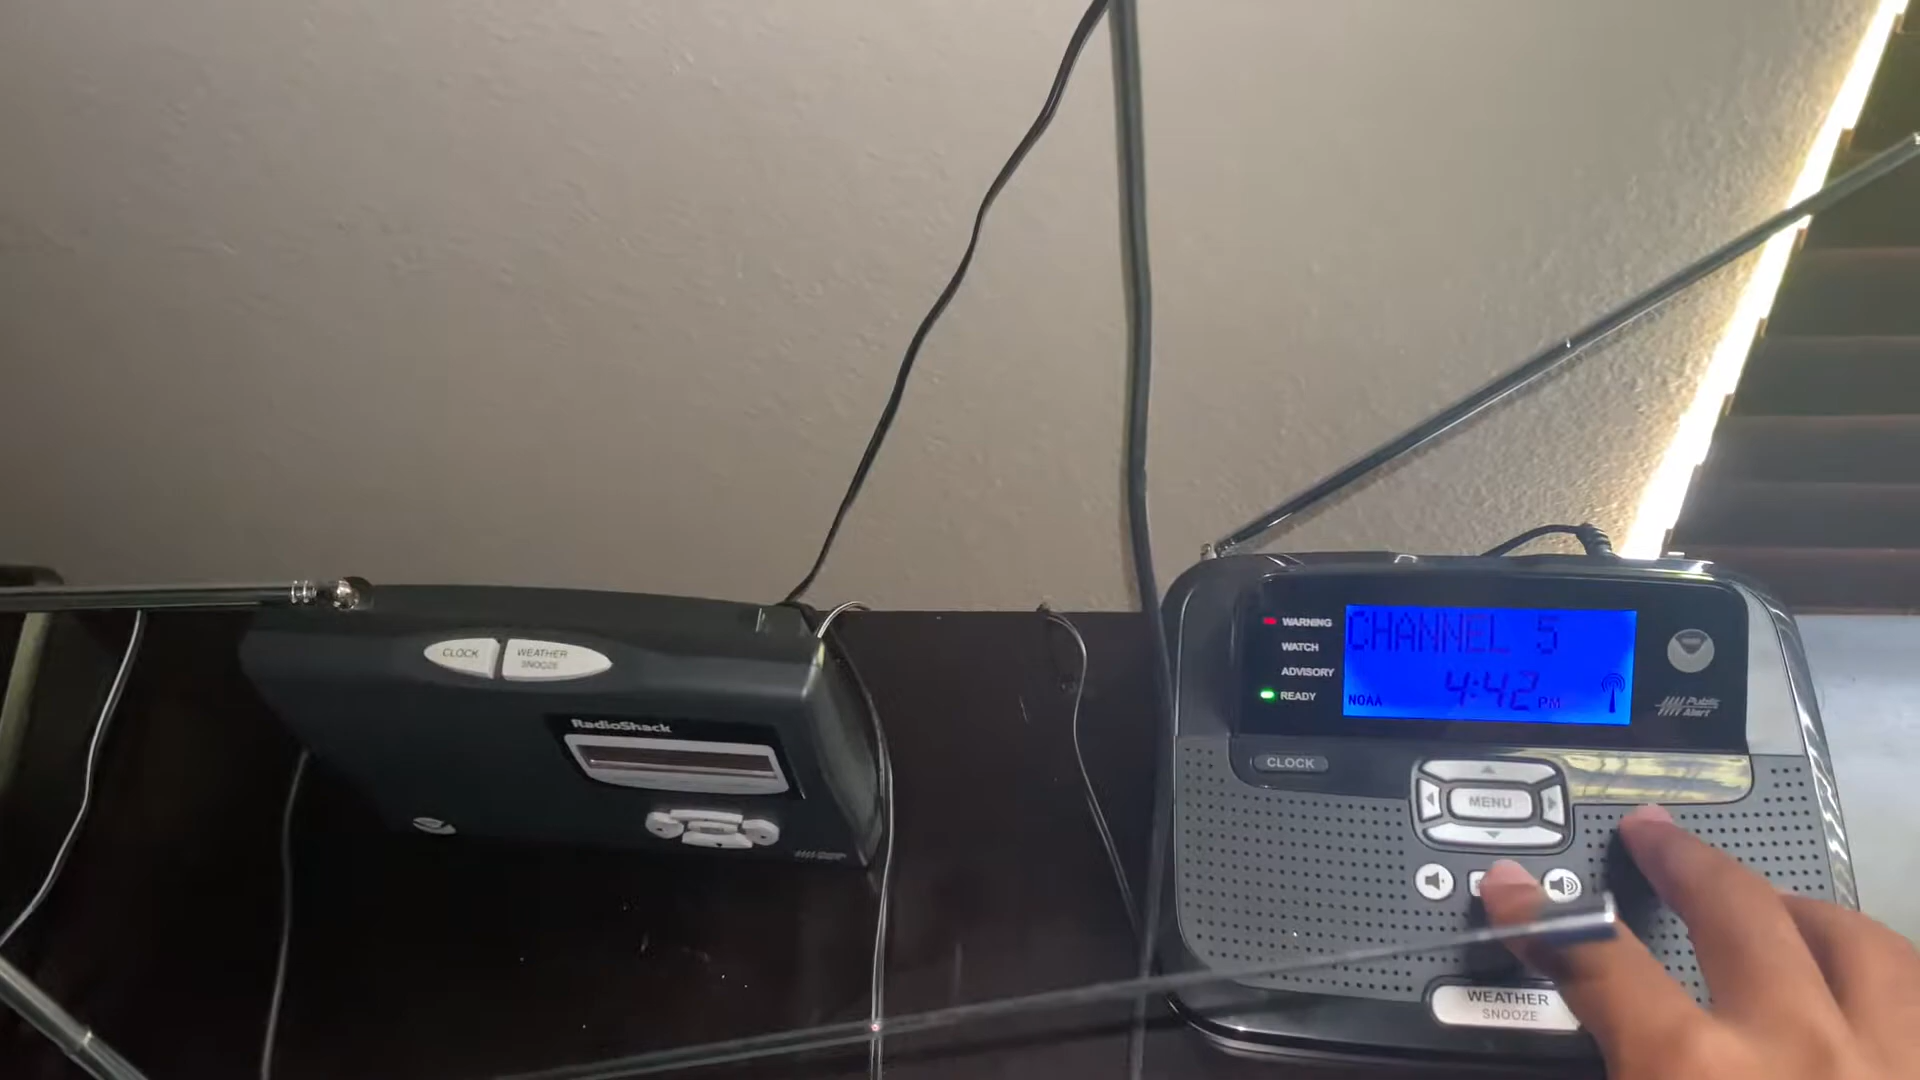 CLOCK
WEATHER
SNOOZE
RadioShack
WARNING
WATCH
ADVISORY
READY
CHANNEL 5
4:42 PM
NOAA
Public
Alert
CLOCK
MENU
WEATHER
SNOOZE